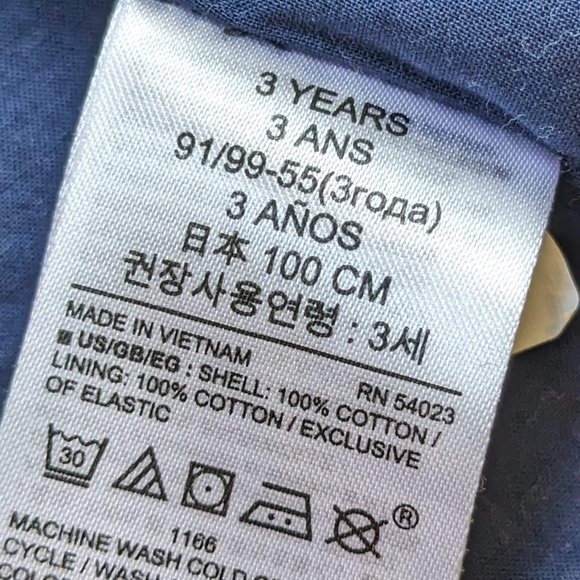 3 YEARS
3 ANS
91/99-55(3года)
3 AÑOS
日本 100 CM
권장사용연령 : 3세
MADE IN VIETNAM RN 54023
US/GB/EG : SHELL: 100% COTTON /
LINING: 100% COTTON / EXCLUSIVE
OF ELASTIC
30 ®
1166
MACHINE WASH COLD
CYCLE / WASH